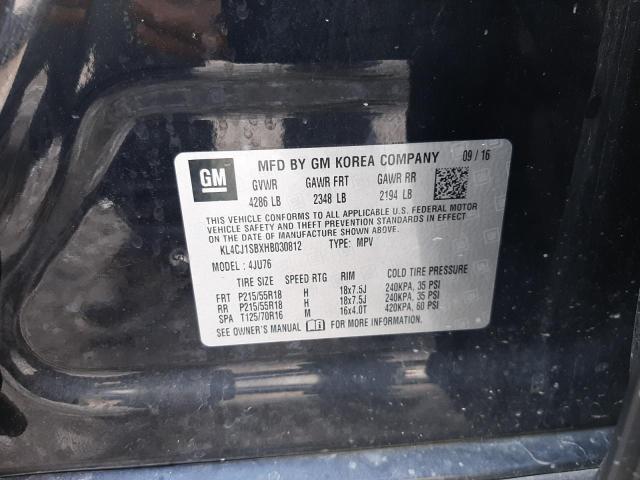 GM
MFD BY GM KOREA COMPANY 09 / 16
GVWR GAWR FRT GAWR RR
4286 LB 2348 LB 2194 LB
THIS VEHICLE CONFORMS TO ALL APPLICABLE U.S. FEDERAL MOTOR
VEHICLE SAFETY AND THEFT PREVENTION STANDARDS IN EFFECT
ON THE DATE OF MANUFACTURE SHOWN ABOVE.
KL4CJ1SBXHB030812 TYPE: MPV
MODEL: 4JU76
TIRE SIZE SPEED RTG RIM COLD TIRE PRESSURE
FRT P215/55R18 H 18x7.5J 240KPA, 35 PSI
RR P215/55R18 H 18x7.5J 240KPA, 35 PSI
SPA T125/70R16 M 16x4.0T 420KPA, 60 PSI
SEE OWNER'S MANUAL FOR MORE INFORMATION.